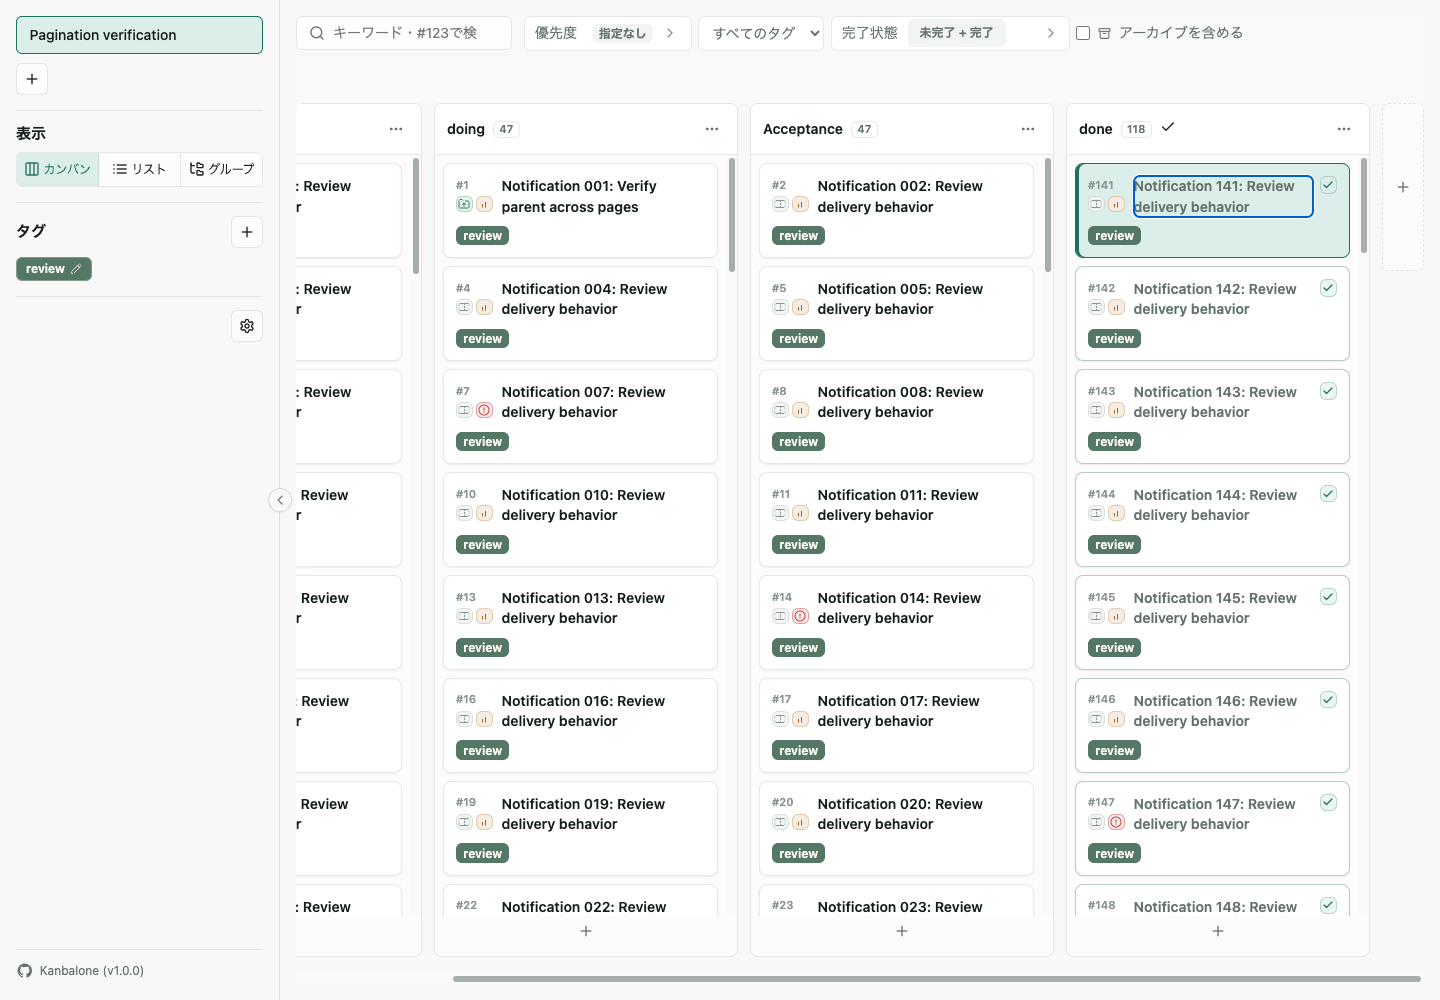 Pagination verification
表示
カンバン
リスト
グループ
タグ
review
Kanbalone (v1.0.0)
キーワード・#123で検
優先度 指定なし
すべてのタグ
完了状態 未完了 + 完了
アーカイブを含める
: Review
r
: Review
r
: Review
r
Review
r
: Review
r
: Review
r
Review
r
: Review
doing 47
#1 Notification 001: Verify
parent across pages
review
#4 Notification 004: Review
delivery behavior
review
#7 Notification 007: Review
delivery behavior
review
#10 Notification 010: Review
delivery behavior
review
#13 Notification 013: Review
delivery behavior
review
#16 Notification 016: Review
delivery behavior
review
#19 Notification 019: Review
delivery behavior
review
#22 Notification 022: Review
Acceptance 47
#2 Notification 002: Review
delivery behavior
review
#5 Notification 005: Review
delivery behavior
review
#8 Notification 008: Review
delivery behavior
review
#11 Notification 011: Review
delivery behavior
review
#14 Notification 014: Review
delivery behavior
review
#17 Notification 017: Review
delivery behavior
review
#20 Notification 020: Review
delivery behavior
review
#23 Notification 023: Review
done 118
#141 Notification 141: Review
delivery behavior
review
#142 Notification 142: Review
delivery behavior
review
#143 Notification 143: Review
delivery behavior
review
#144 Notification 144: Review
delivery behavior
review
#145 Notification 145: Review
delivery behavior
review
#146 Notification 146: Review
delivery behavior
review
#147 Notification 147: Review
delivery behavior
review
#148 Notification 148: Review